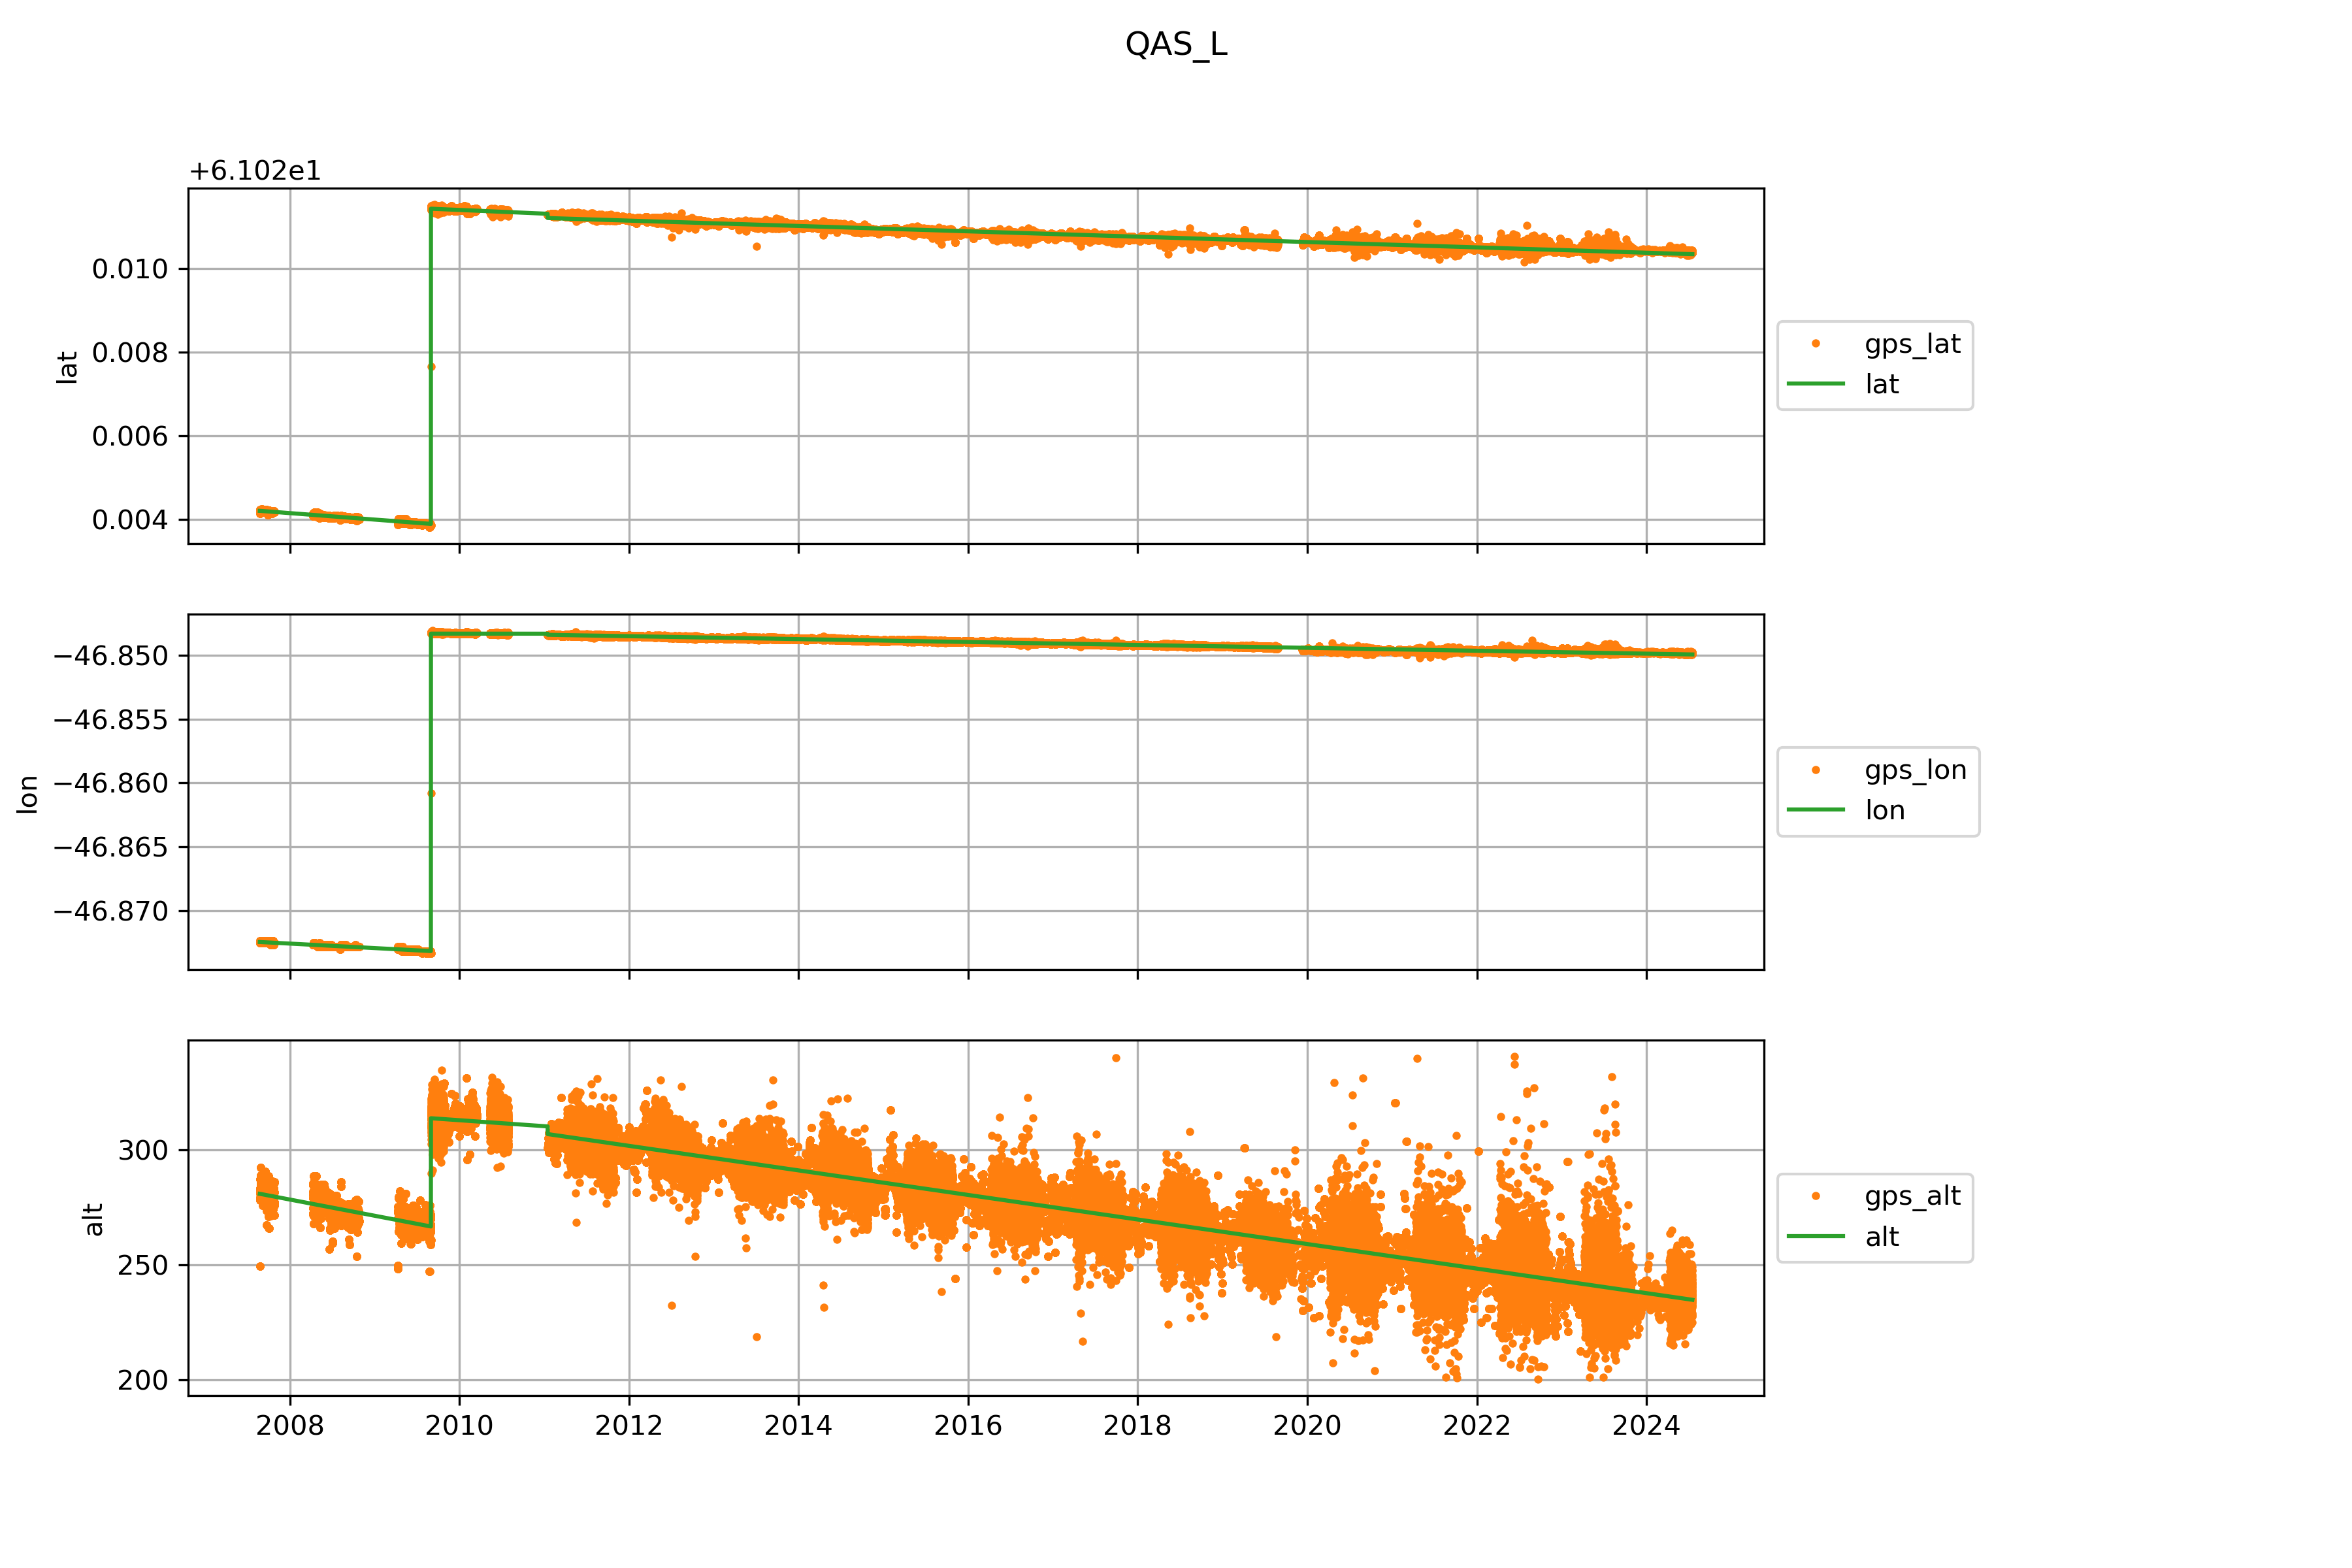 QAS_L
+6.102e1
0.010
0.008
0.006
0.004
lat
gps_lat
lat
−46.850
−46.855
−46.860
−46.865
−46.870
lon
gps_lon
lon
300
250
200
alt
gps_alt
alt
2008 2010 2012 2014 2016 2018 2020 2022 2024